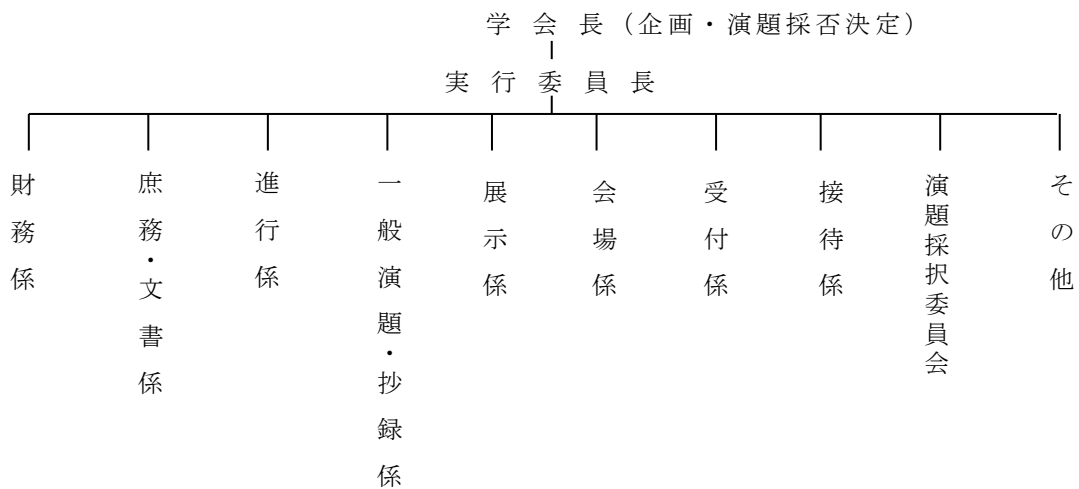 学会長（企画・演題採否決定）
実行委員長
財務係
庶務・文書係
進行係
一般演題・抄録係
展示係
会場係
受付係
接待係
演題採択委員会
その他